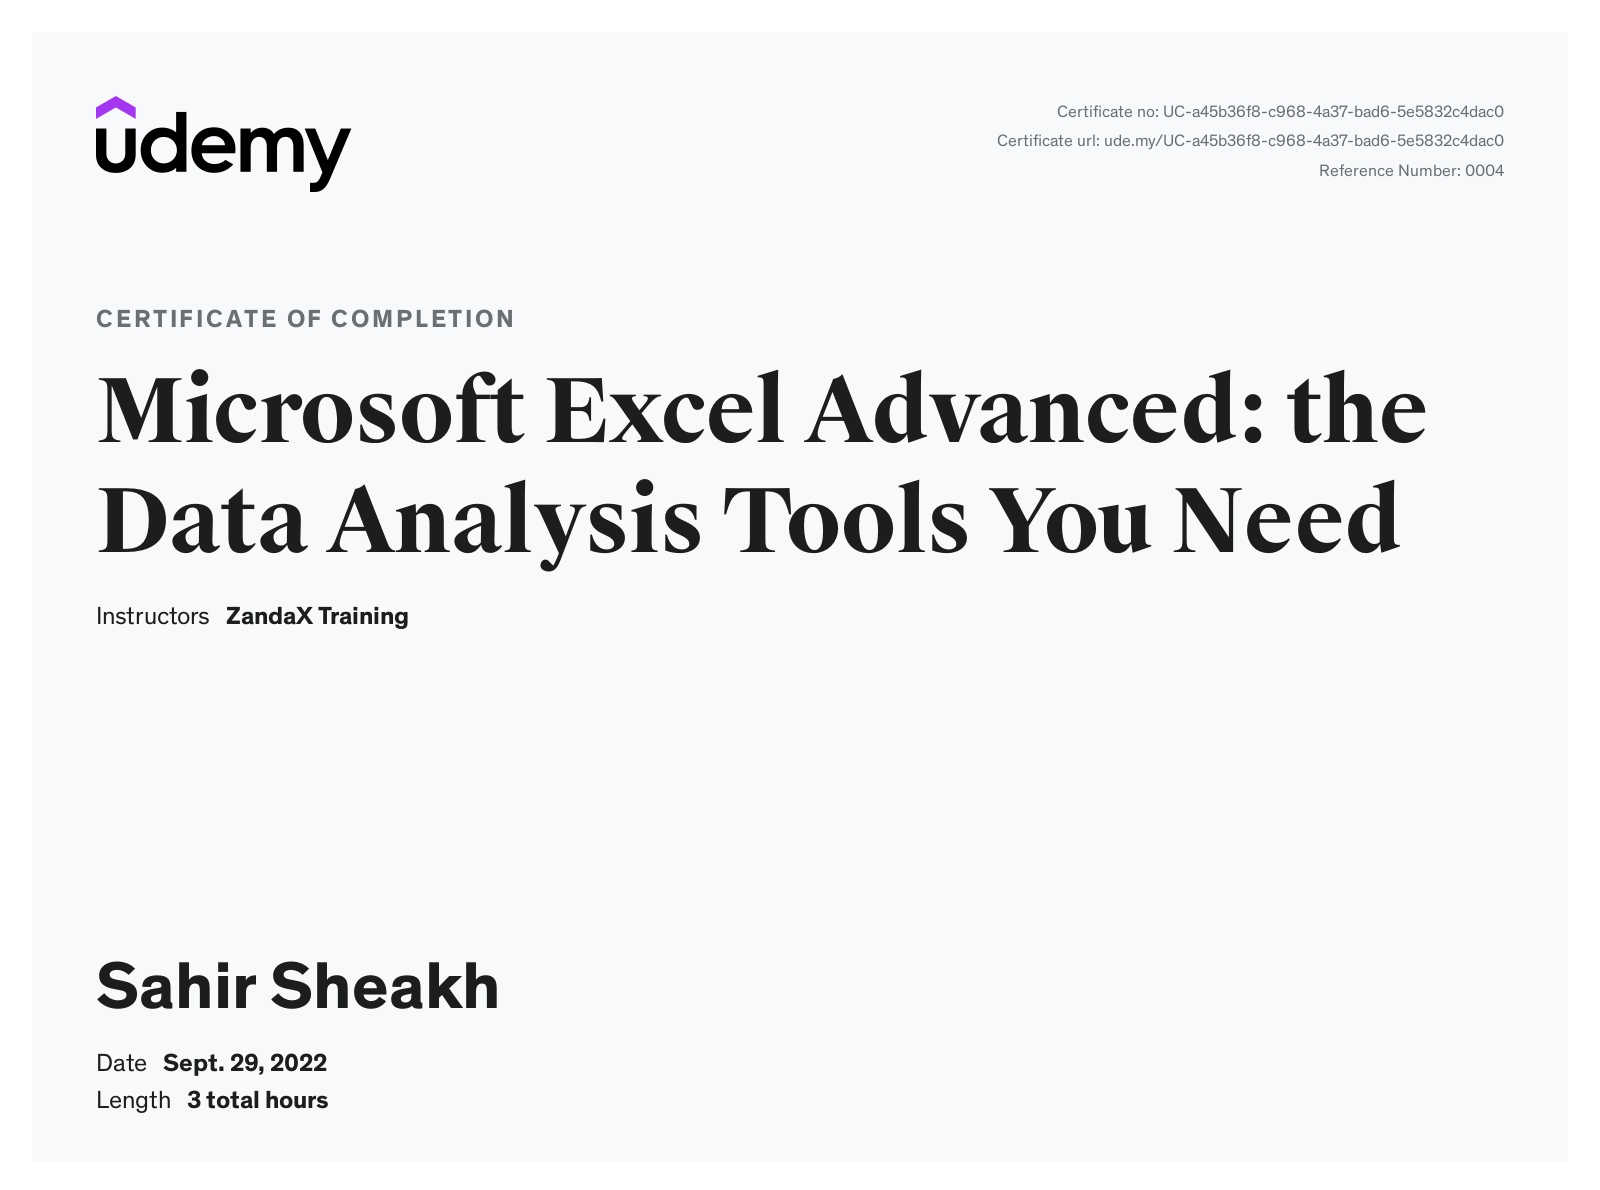 udemy
Certificate no: UC-a45b36f8-c968-4a37-bad6-5e5832c4dac0
Certificate url: ude.my/UC-a45b36f8-c968-4a37-bad6-5e5832c4dac0
Reference Number: 0004
CERTIFICATE OF COMPLETION
Microsoft Excel Advanced: the
Data Analysis Tools You Need
Instructors ZandaX Training
Sahir Sheakh
Date Sept. 29, 2022
Length 3 total hours